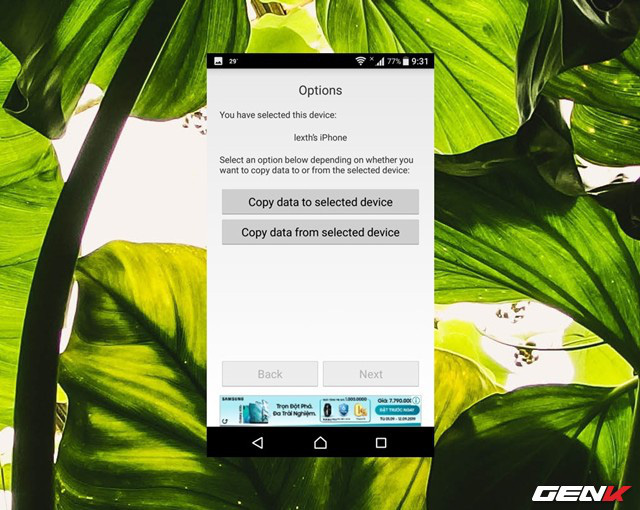 29°
77% 9:31
Options
You have selected this device:
lexth's iPhone
Select an option below depending on whether you
want to copy data to or from the selected device:
Copy data to selected device
Copy data from selected device
Back
Next
SAMSUNG
Trọn Đột Phá.
Đa Trải Nghiệm.
Giá: 7.790.000
ĐẶT TRƯỚC NGAY
GENK